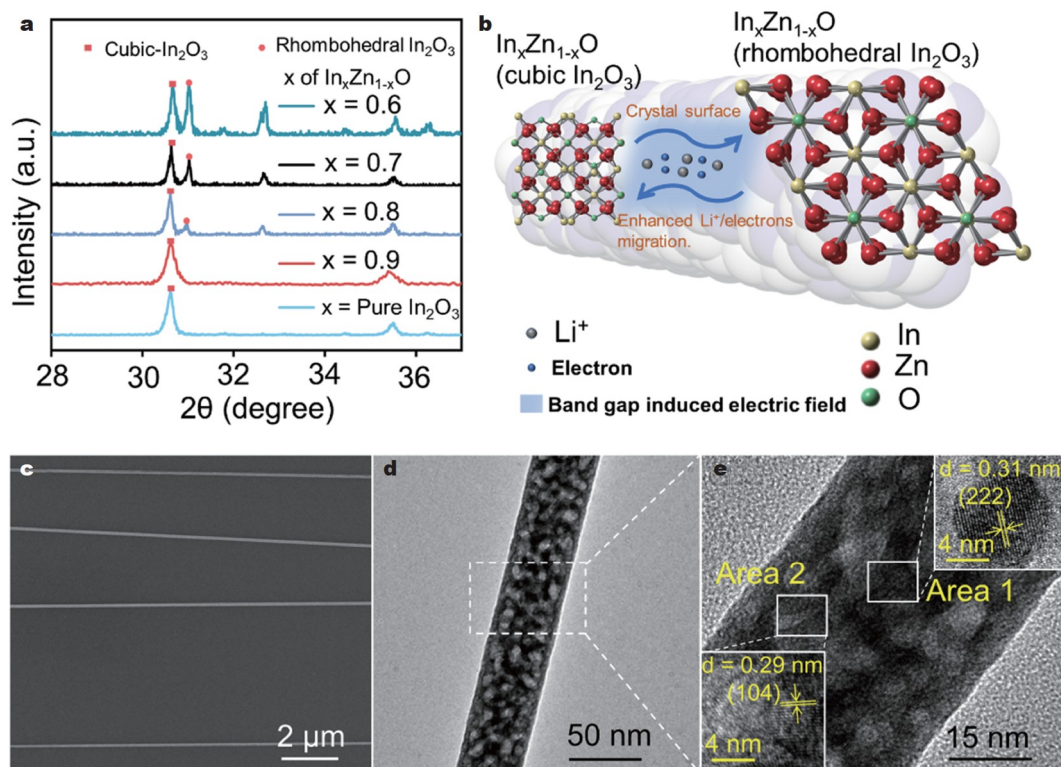 a
Cubic-In₂O₃
Rhombohedral In₂O₃
x of InₓZn₁₋ₓO
x = 0.6
x = 0.7
x = 0.8
x = 0.9
x = Pure In₂O₃
Intensity (a.u.)
28 30 32 34 36
2θ (degree)
b
InₓZn₁₋ₓO
(cubic In₂O₃)
InₓZn₁₋ₓO
(rhombohedral In₂O₃)
Crystal surface
Enhanced Li⁺/electrons
migration.
Li⁺
Electron
Band gap induced electric field
In
Zn
O
c
2 μm
d
50 nm
e
d = 0.31 nm
(222)
4 nm
Area 2
Area 1
d = 0.29 nm
(104)
4 nm
15 nm